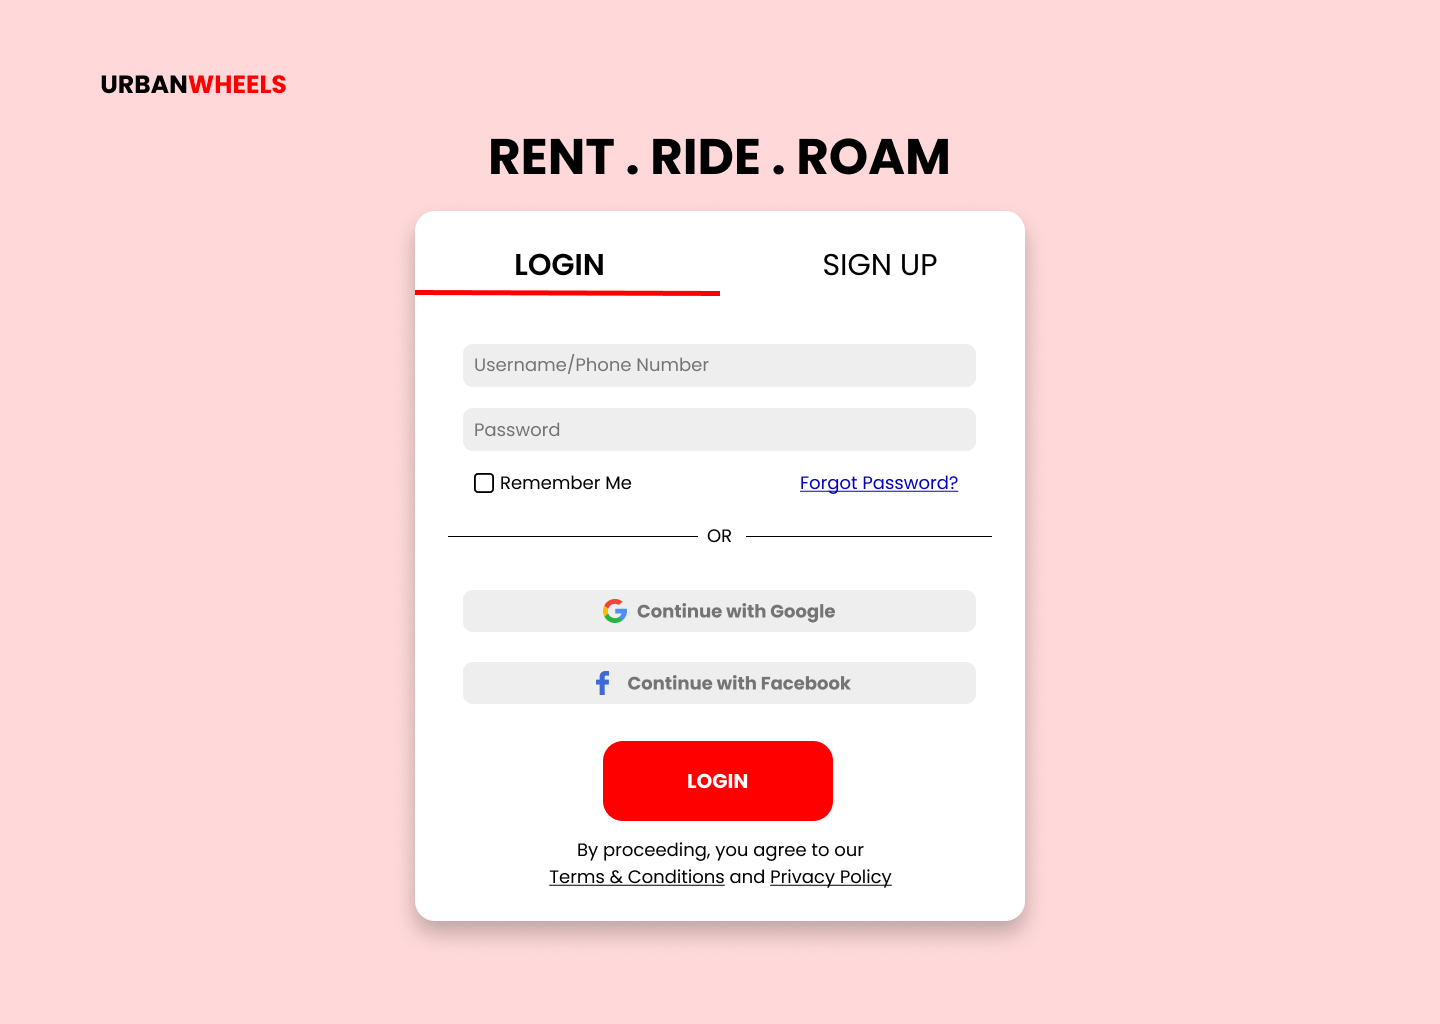 URBANWHEELS
RENT . RIDE . ROAM
LOGIN
SIGN UP
Username/Phone Number
Password
Remember Me
Forgot Password?
OR
Continue with Google
Continue with Facebook
LOGIN
By proceeding, you agree to our
Terms & Conditions and Privacy Policy